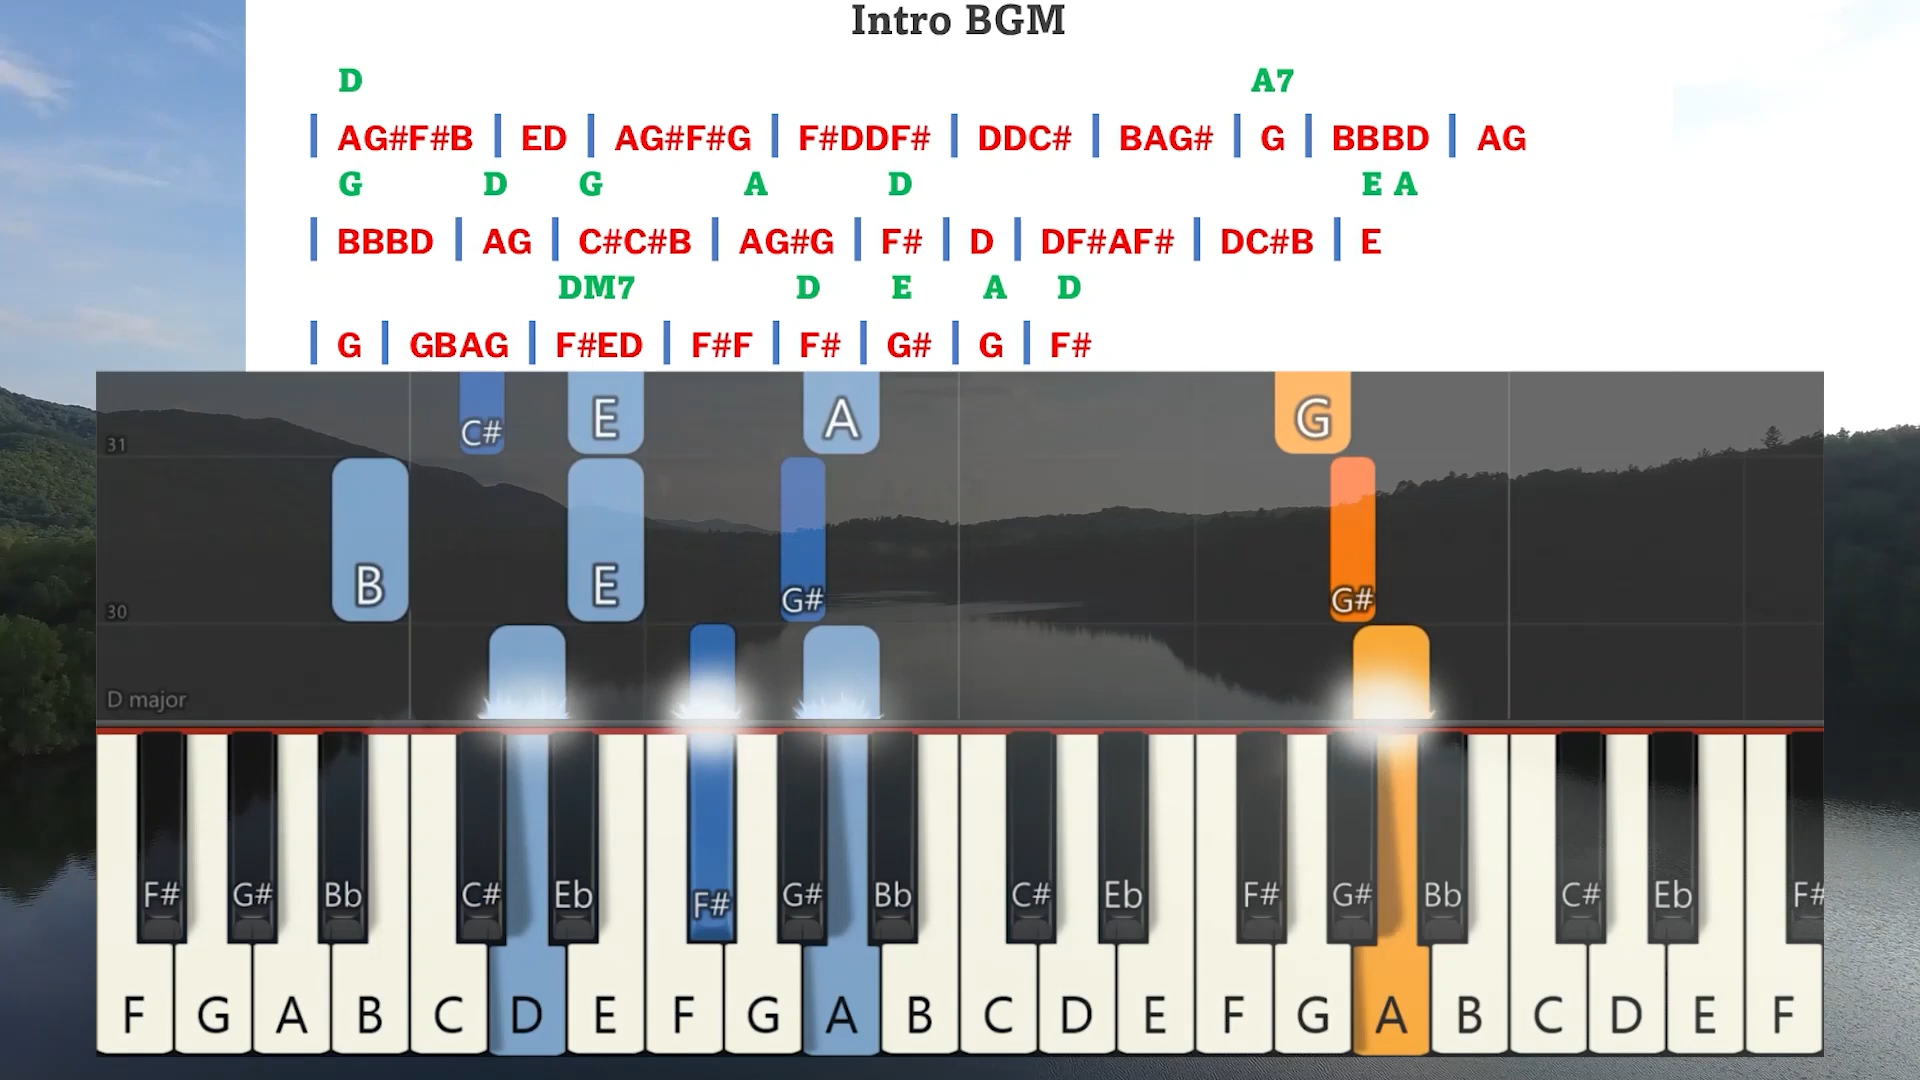 Intro BGM
D A7
| AG#F#B | ED | AG#F#G | F#DDF# | DDC# | BAG# | G | BBBD | AG
G D G A D E A
| BBBD | AG | C#C#B | AG#G | F# | D | DF#AF# | DC#B | E
DM7 D E A D
| G | GBAG | F#ED | F#F | F# | G# | G | F#
C# E A G
31
B E G# G#
30
D major
F# G# Bb C# Eb F# G# Bb C# Eb F# G# Bb C# Eb F#
F G A B C D E F G A B C D E F G A B C D E F